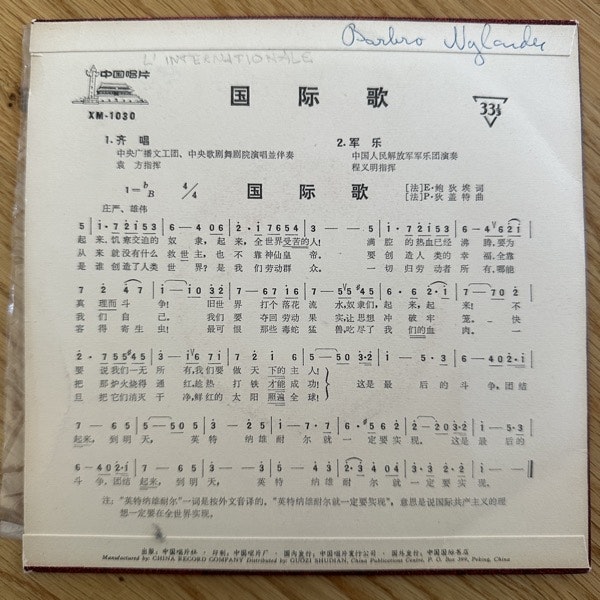 Barbro Nylander
L'INTERNATIONALE
中国唱片
XM-1030
国际歌
33⅓
1. 齐唱
中央广播文工团、中央歌剧舞剧院演唱並伴奏
袁方指挥
2. 军乐
中国人民解放军军乐团演奏
程义明指挥
1=♭B 4/4
国际歌
[法]E·鲍狄埃 词
[法]P·狄盖特 曲
庄严、雄伟
起来，饥寒交迫的奴隶，起来，全世界受苦的人！满腔的热血已经沸腾，要为
从来就没有什么救世主，也不靠神仙皇帝。要创造人类的幸福，全靠
是谁创造了人类世界？是我们劳动群众。一切归劳动者所有，哪能
真理而斗争！旧世界打个落花流水，奴隶们，起来，起来！不
我们自己。我们要夺回劳动果实，让思想冲破牢笼。快
容得寄生虫！最可恨那些毒蛇猛兽，吃尽了我们的血肉。一
要说我们一无所有，我们要做天下的主人！
把那炉火烧得通红，趁热打铁才能成功！这是最后的斗争，团结
旦把它们消灭干净，鲜红的太阳照遍全球！
起来，到明天，英特纳雄耐尔就一定要实现。这是最后的
斗争，团结起来，到明天，英特纳雄耐尔就一定要实现。
注：“英特纳雄耐尔”一词是按外文音译的。“英特纳雄耐尔就一定要实现”，意思是说国际共产主义的理
想一定要在全世界实现。
出版：中国唱片社 · 印制：中国唱片厂 · 国内发行：中国唱片发行公司 · 国外发行：中国国际书店
Manufactured by: CHINA RECORD COMPANY Distributed by GUOZI SHUDIAN, China Publications Centre, P. O. Box 399, Peking, China